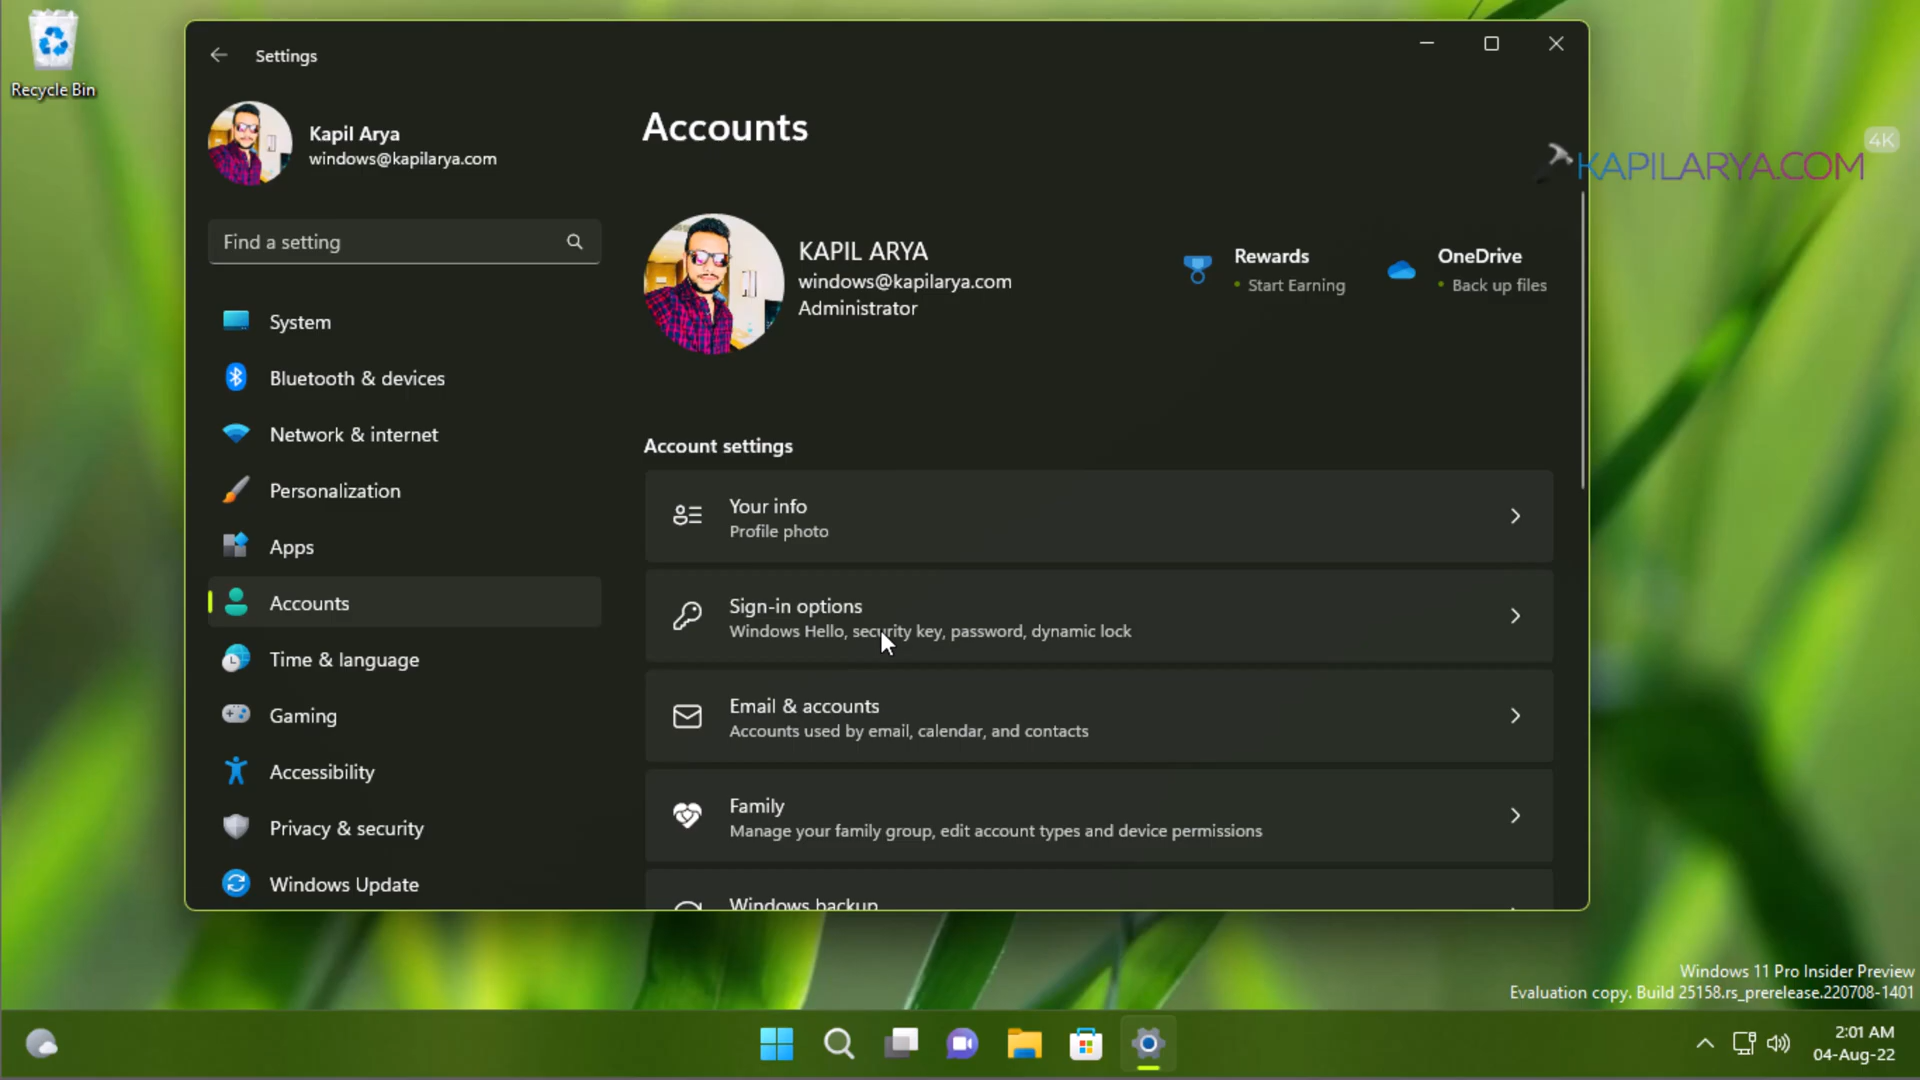 Recycle Bin
Settings
Kapil Arya
windows@kapilarya.com
Find a setting
System
Bluetooth & devices
Network & internet
Personalization
Apps
Accounts
Time & language
Gaming
Accessibility
Privacy & security
Windows Update
Accounts
KAPIL ARYA
windows@kapilarya.com
Administrator
Rewards
• Start Earning
OneDrive
• Back up files
4K
KAPILARYA.COM
Account settings
Your info
Profile photo
Sign-in options
Windows Hello, security key, password, dynamic lock
Email & accounts
Accounts used by email, calendar, and contacts
Family
Manage your family group, edit account types and device permissions
Windows backup
Windows 11 Pro Insider Preview
Evaluation copy. Build 25158.rs_prerelease.220708-1401
2:01 AM
04-Aug-22